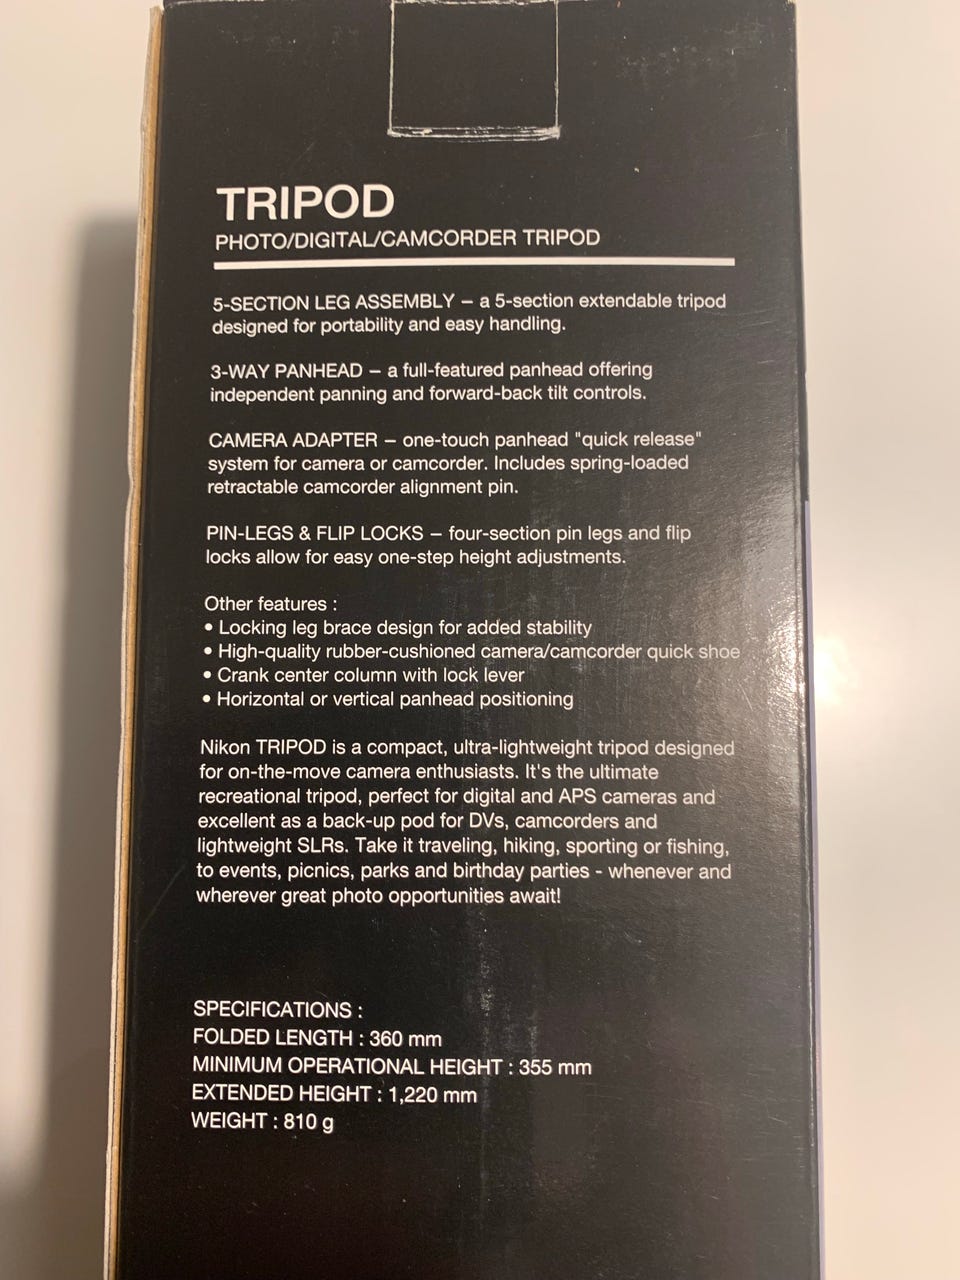 TRIPOD
PHOTO/DIGITAL/CAMCORDER TRIPOD
5-SECTION LEG ASSEMBLY – a 5-section extendable tripod
designed for portability and easy handling.
3-WAY PANHEAD – a full-featured panhead offering
independent panning and forward-back tilt controls.
CAMERA ADAPTER – one-touch panhead "quick release"
system for camera or camcorder. Includes spring-loaded
retractable camcorder alignment pin.
PIN-LEGS & FLIP LOCKS – four-section pin legs and flip
locks allow for easy one-step height adjustments.
Other features :
• Locking leg brace design for added stability
• High-quality rubber-cushioned camera/camcorder quick shoe
• Crank center column with lock lever
• Horizontal or vertical panhead positioning
Nikon TRIPOD is a compact, ultra-lightweight tripod designed
for on-the-move camera enthusiasts. It's the ultimate
recreational tripod, perfect for digital and APS cameras and
excellent as a back-up pod for DVs, camcorders and
lightweight SLRs. Take it traveling, hiking, sporting or fishing,
to events, picnics, parks and birthday parties - whenever and
wherever great photo opportunities await!
SPECIFICATIONS :
FOLDED LENGTH : 360 mm
MINIMUM OPERATIONAL HEIGHT : 355 mm
EXTENDED HEIGHT : 1,220 mm
WEIGHT : 810 g